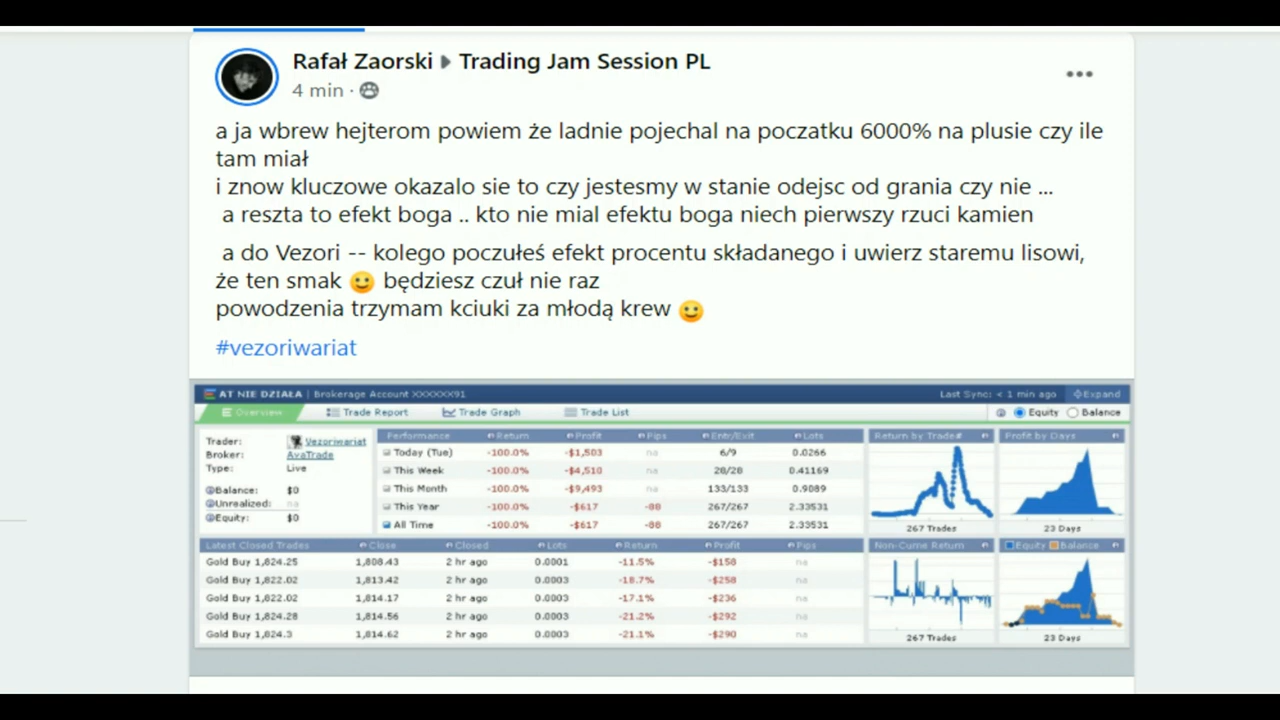 Rafał Zaorski ▸ Trading Jam Session PL
4 min ·
a ja wbrew hejterom powiem że ladnie pojechal na poczatku 6000% na plusie czy ile
tam miał
i znow kluczowe okazalo sie to czy jestesmy w stanie odejsc od grania czy nie ...
a reszta to efekt boga .. kto nie mial efektu boga niech pierwszy rzuci kamien
a do Vezori -- kolego poczułeś efekt procentu składanego i uwierz staremu lisowi,
że ten smak 🙂 będziesz czuł nie raz
powodzenia trzymam kciuki za młodą krew 🙂
#vezoriwariat
AT NIE DZIAŁA | Brokerage Account XXXXXX91 Last Sync: < 1 min ago Expand
Overview Trade Report Trade Graph Trade List Equity Balance
Trader: Vezoriwariat
Broker: AvaTrade
Type: Live
Balance: $0
Unrealized: na
Equity: $0
Performance Return Profit Pips Entr/Exit Lots
Today (Tue) -100.0% -$1,503 na 6/9 0.0266
This Week -100.0% -$4,510 na 28/28 0.41169
This Month -100.0% -$9,493 na 133/133 0.9089
This Year -100.0% -$617 -88 267/267 2.33531
All Time -100.0% -$617 -88 267/267 2.33531
Return by Trade#
267 Trades
Profit by Days
23 Days
Latest Closed Trades Close Closed Lots Return Profit Pips
Gold Buy 1,824.25 1,808.43 2 hr ago 0.0001 -11.5% -$158 na
Gold Buy 1,822.02 1,813.42 2 hr ago 0.0003 -18.7% -$258 na
Gold Buy 1,822.02 1,814.17 2 hr ago 0.0003 -17.1% -$236 na
Gold Buy 1,824.28 1,814.56 2 hr ago 0.0003 -21.2% -$292 na
Gold Buy 1,824.3 1,814.62 2 hr ago 0.0003 -21.1% -$290 na
Non-Cume Return
267 Trades
Equity Balance
23 Days